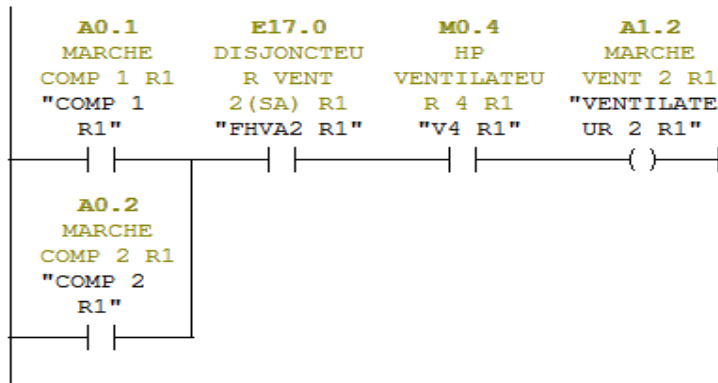 A0.1
MARCHE
COMP 1 R1
"COMP 1
R1"
E17.0
DISJONCTEU
R VENT
2(SA) R1
"FHVA2 R1"
M0.4
HP
VENTILATEU
R 4 R1
"V4 R1"
A1.2
MARCHE
VENT 2 R1
"VENTILATE
UR 2 R1"
A0.2
MARCHE
COMP 2 R1
"COMP 2
R1"